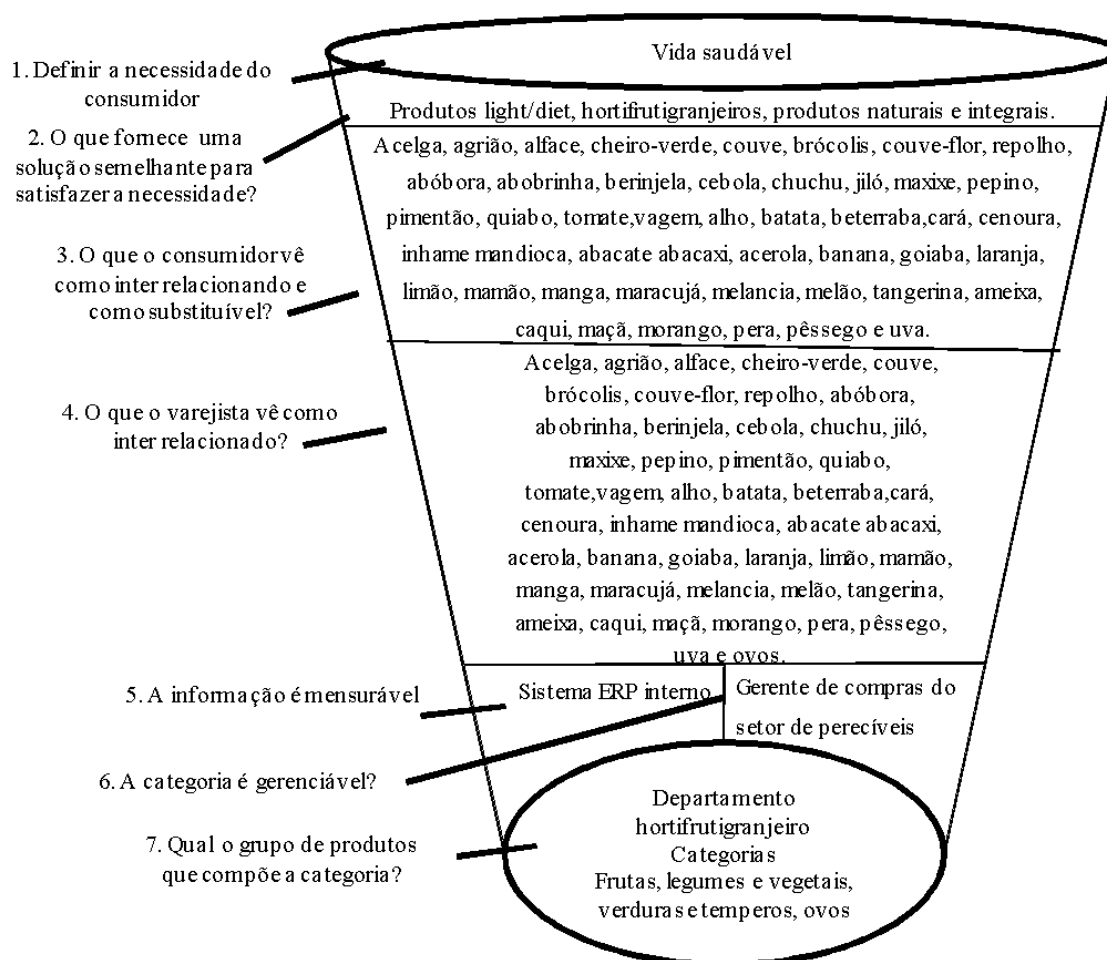 Vida saudável
1. Definir a necessidade do
consumidor
Produtos light/diet, hortifrutigranjeiros, produtos naturais e integrais.
2. O que fornece uma
solução semelhante para
satisfazer a necessidade?
Acelga, agrião, alface, cheiro-verde, couve, brócolis, couve-flor, repolho,
abóbora, abobrinha, berinjela, cebola, chuchu, jiló, maxixe, pepino,
pimentão, quiabo, tomate,vagem, alho, batata, beterraba,cará, cenoura,
inhame mandioca, abacate abacaxi, acerola, banana, goiaba, laranja,
limão, mamão, manga, maracujá, melancia, melão, tangerina, ameixa,
caqui, maçã, morango, pera, pêssego e uva.
3. O que o consumidor vê
como inter relacionando e
como substituível?
Acelga, agrião, alface, cheiro-verde, couve,
brócolis, couve-flor, repolho, abóbora,
abobrinha, berinjela, cebola, chuchu, jiló,
maxixe, pepino, pimentão, quiabo,
tomate,vagem, alho, batata, beterraba,cará,
cenoura, inhame mandioca, abacate abacaxi,
acerola, banana, goiaba, laranja, limão, mamão,
manga, maracujá, melancia, melão, tangerina,
ameixa, caqui, maçã, morango, pera, pêssego,
uva e ovos.
4. O que o varejista vê como
inter relacionado?
5. A informação é mensurável
Sistema ERP interno
Gerente de compras do
setor de perecíveis
6. A categoria é gerenciável?
7. Qual o grupo de produtos
que compõe a categoria?
Departamento
hortifrutigranjeiro
Categorias
Frutas, legumes e vegetais,
verduras e temperos, ovos